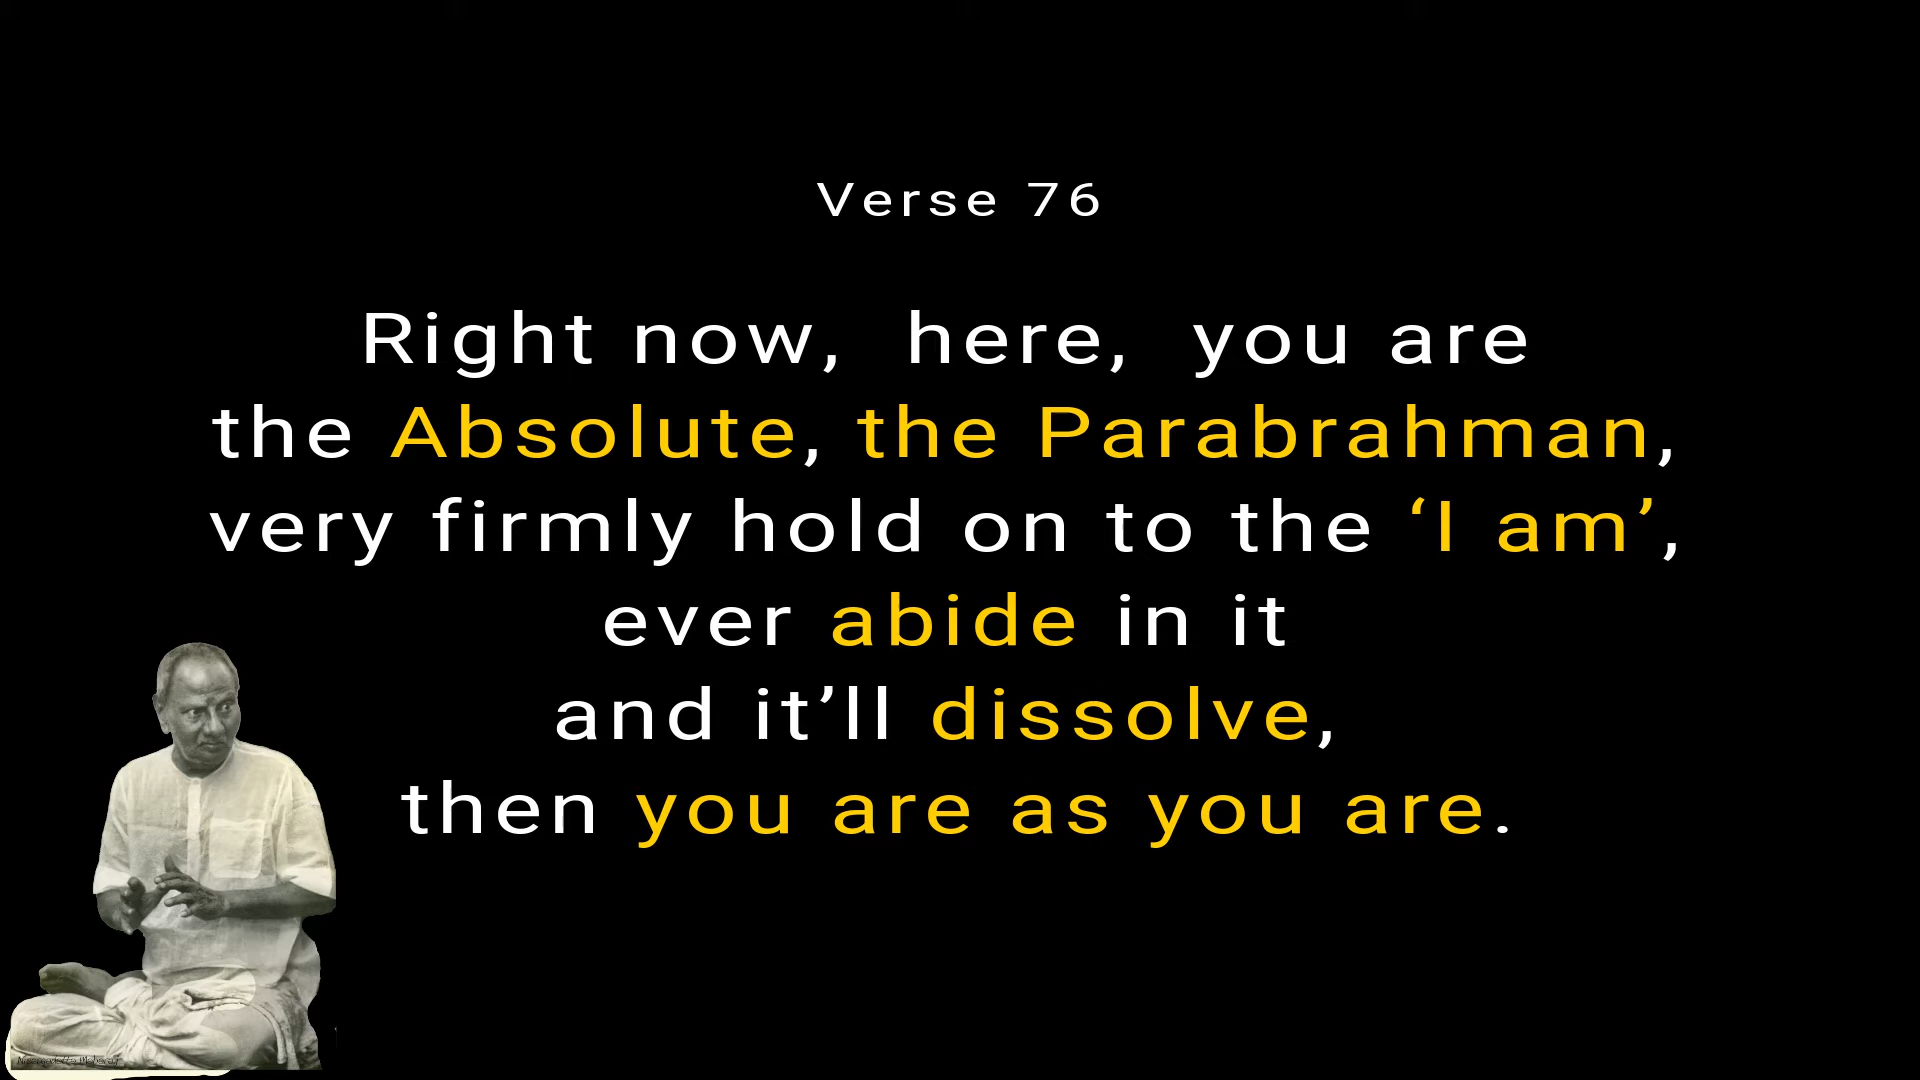 Verse 76
Right now, here, you are
the Absolute, the Parabrahman,
very firmly hold on to the ‘I am’,
ever abide in it
and it’ll dissolve,
then you are as you are.